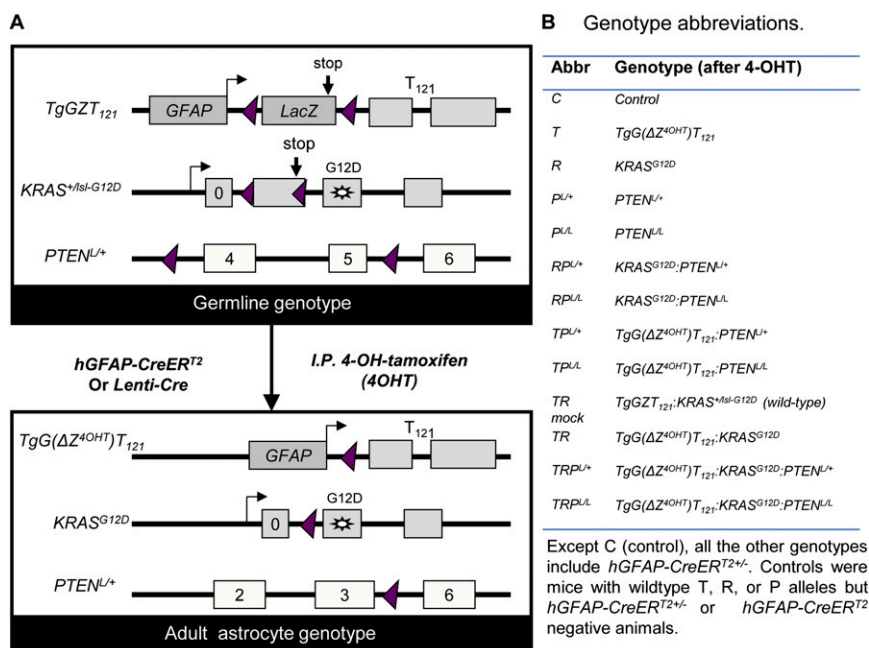 A
stop
T121
TgGZT121
GFAP
LacZ
stop
G12D
KRAS+/lsl-G12D
0
PTENL/+
4
5
6
Germline genotype
hGFAP-CreERT2
Or Lenti-Cre
I.P. 4-OH-tamoxifen
(4OHT)
TgG(ΔZ4OHT)T121
T121
GFAP
G12D
KRASG12D
0
PTENL/+
2
3
6
Adult astrocyte genotype
B Genotype abbreviations.
Abbr Genotype (after 4-OHT)
C Control
T TgG(ΔZ4OHT)T121
R KRASG12D
PL/+ PTENL/+
PL/L PTENL/L
RPL/+ KRASG12D:PTENL/+
RPL/L KRASG12D:PTENL/L
TPL/+ TgG(ΔZ4OHT)T121:PTENL/+
TPL/L TgG(ΔZ4OHT)T121:PTENL/L
TR TgGZT121:KRAS+/lsl-G12D (wild-type)
mock
TR TgG(ΔZ4OHT)T121:KRASG12D
TRPL/+ TgG(ΔZ4OHT)T121:KRASG12D:PTENL/+
TRPL/L TgG(ΔZ4OHT)T121:KRASG12D:PTENL/L
Except C (control), all the other genotypes
include hGFAP-CreERT2+/-. Controls were
mice with wildtype T, R, or P alleles but
hGFAP-CreERT2+/- or hGFAP-CreERT2
negative animals.